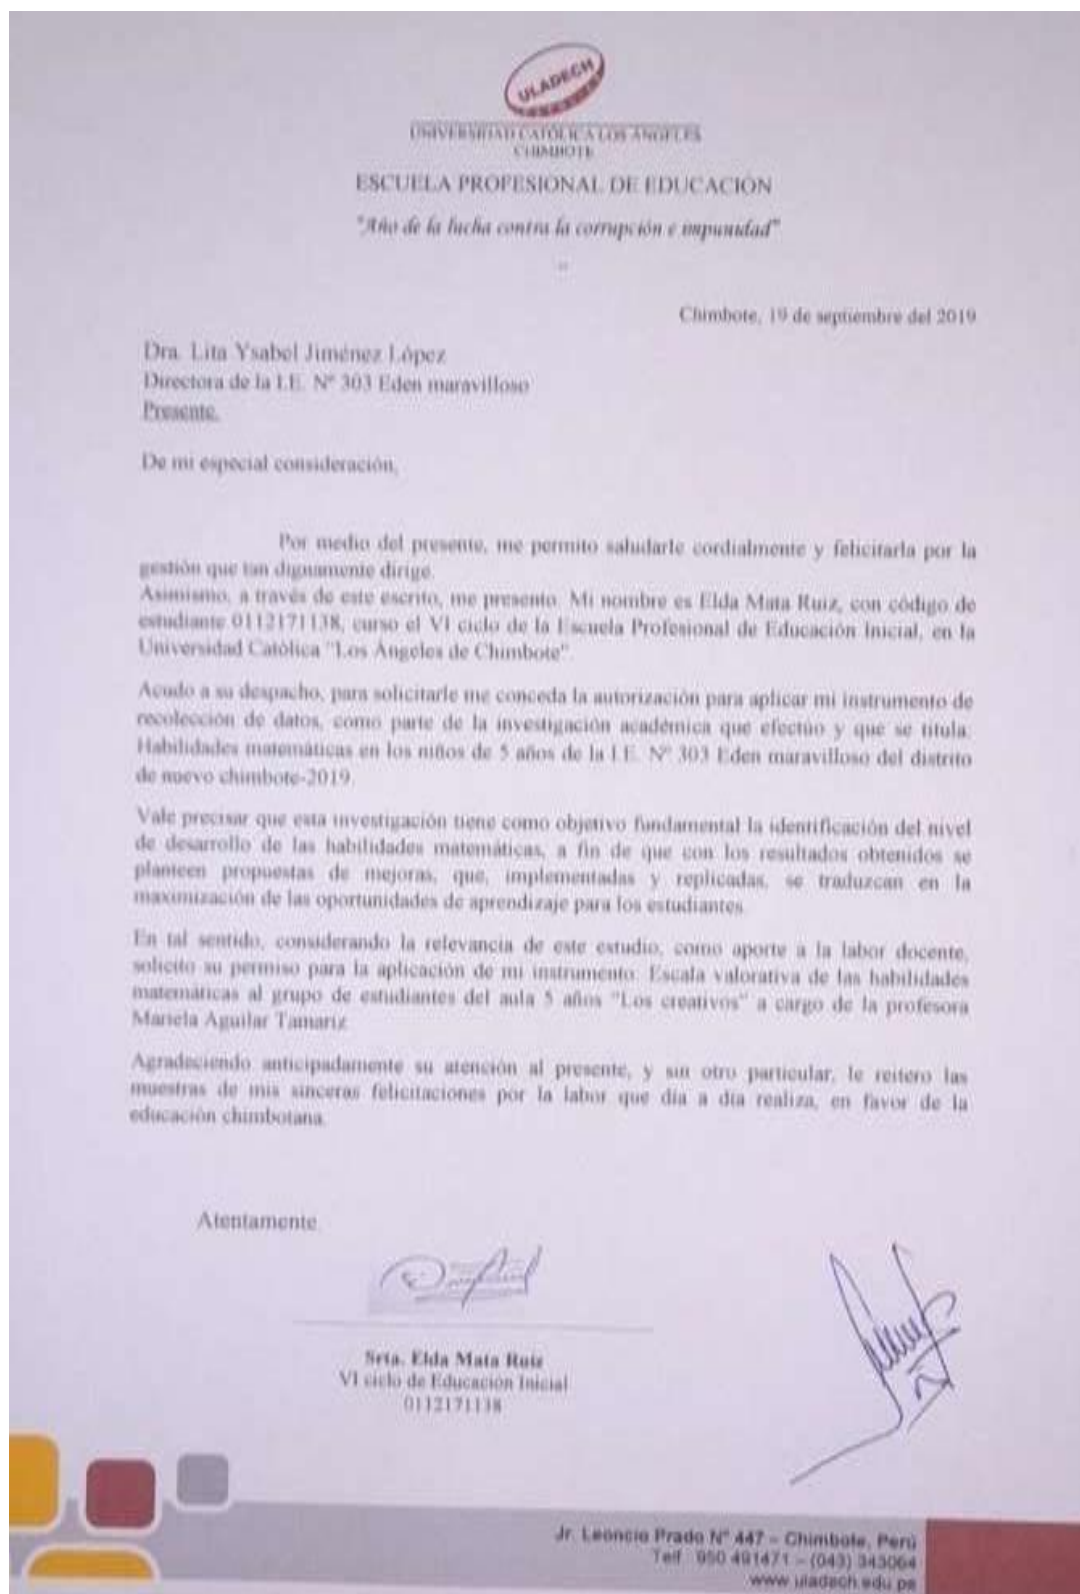 ULADECH
UNIVERSIDAD CATÓLICA LOS ÁNGELES
CHIMBOTE
ESCUELA PROFESIONAL DE EDUCACIÓN
"Año de la lucha contra la corrupción e impunidad"
Chimbote, 19 de septiembre del 2019
Dra. Lita Ysabel Jiménez López
Directora de la I.E. Nº 303 Eden maravilloso
Presente.
De mi especial consideración,
Por medio del presente, me permito saludarle cordialmente y felicitarla por la
gestión que tan dignamente dirige.
Asimismo, a través de este escrito, me presento. Mi nombre es Elda Mata Ruiz, con código de
estudiante 0112171138, curso el VI ciclo de la Escuela Profesional de Educación Inicial, en la
Universidad Católica "Los Ángeles de Chimbote".
Acudo a su despacho, para solicitarle me conceda la autorización para aplicar mi instrumento de
recolección de datos, como parte de la investigación académica que efectúo y que se titula:
Habilidades matemáticas en los niños de 5 años de la I.E. Nº 303 Eden maravilloso del distrito
de nuevo chimbote-2019.
Vale precisar que esta investigación tiene como objetivo fundamental la identificación del nivel
de desarrollo de las habilidades matemáticas, a fin de que con los resultados obtenidos se
planteen propuestas de mejoras, que, implementadas y replicadas, se traduzcan en la
maximización de las oportunidades de aprendizaje para los estudiantes.
En tal sentido, considerando la relevancia de este estudio, como aporte a la labor docente,
solicito su permiso para la aplicación de mi instrumento: Escala valorativa de las habilidades
matemáticas al grupo de estudiantes del aula 5 años "Los creativos" a cargo de la profesora
Mariela Aguilar Tamariz
Agradeciendo anticipadamente su atención al presente, y sin otro particular, le reitero las
muestras de mis sinceras felicitaciones por la labor que día a día realiza, en favor de la
educación chimbotana.
Atentamente
Srta. Elda Mata Ruiz
VI ciclo de Educación Inicial
0112171138
Jr. Leoncio Prado N° 447 – Chimbote, Perú
Telf. 950 491471 – (043) 343064
www.uladech.edu.pe